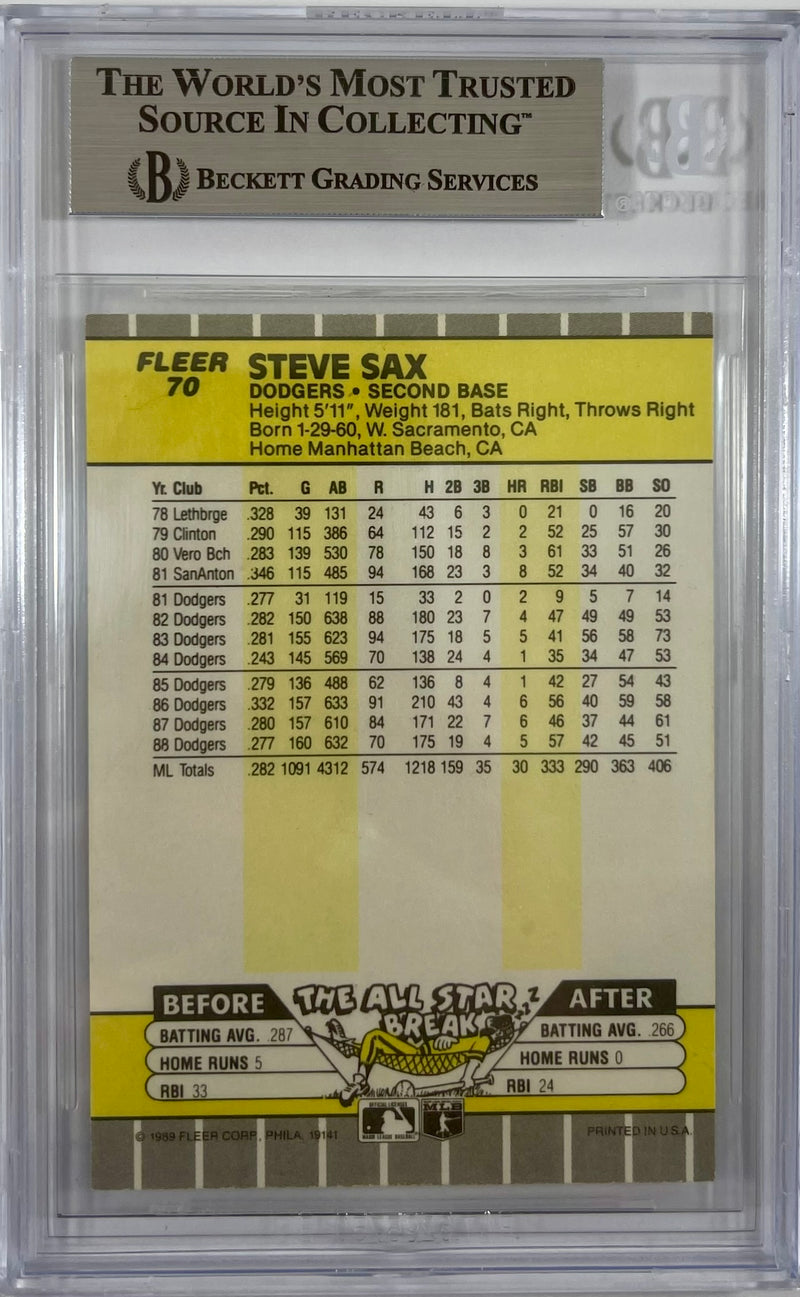 THE WORLD'S MOST TRUSTED
SOURCE IN COLLECTING™
B BECKETT GRADING SERVICES
FLEER STEVE SAX
70 DODGERS • SECOND BASE
Height 5'11", Weight 181, Bats Right, Throws Right
Born 1-29-60, W. Sacramento, CA
Home Manhattan Beach, CA
Yr. Club Pct. G AB R H 2B 3B HR RBI SB BB SO
78 Lethbrge .328 39 131 24 43 6 3 0 21 0 16 20
79 Clinton .290 115 386 64 112 15 2 2 52 25 57 30
80 Vero Bch .283 139 530 78 150 18 8 3 61 33 51 26
81 SanAnton .346 115 485 94 168 23 3 8 52 34 40 32
81 Dodgers .277 31 119 15 33 2 0 2 9 5 7 14
82 Dodgers .282 150 638 88 180 23 7 4 47 49 49 53
83 Dodgers .281 155 623 94 175 18 5 5 41 56 58 73
84 Dodgers .243 145 569 70 138 24 4 1 35 34 47 53
85 Dodgers .279 136 488 62 136 8 4 1 42 27 54 43
86 Dodgers .332 157 633 91 210 43 4 6 56 40 59 58
87 Dodgers .280 157 610 84 171 22 7 6 46 37 44 61
88 Dodgers .277 160 632 70 175 19 4 5 57 42 45 51
ML Totals .282 1091 4312 574 1218 159 35 30 333 290 363 406
BEFORE THE ALL STAR BREAK ZZZ AFTER
BATTING AVG. .287 BATTING AVG. .266
HOME RUNS 5 HOME RUNS 0
RBI 33 RBI 24
OFFICIAL LICENSEE MLB
MAJOR LEAGUE BASEBALL
© 1989 FLEER CORP., PHILA. 19141 PRINTED IN U.S.A.